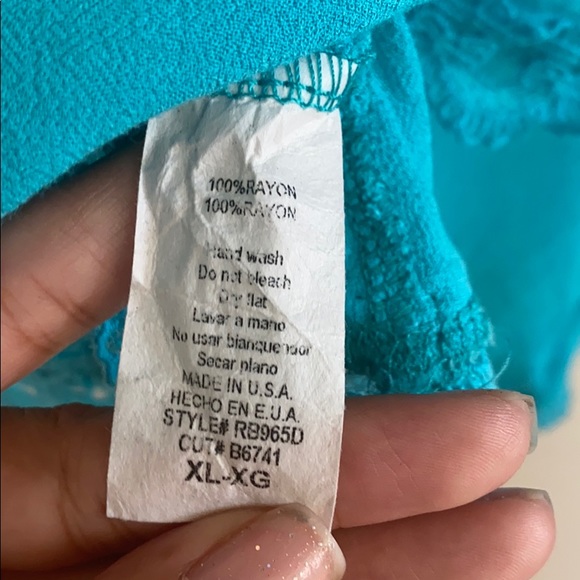 100%RAYON
100%RAYON
Hand wash
Do not bleach
Dry flat
Lavar a mano
No usar blanqueador
Secar plano
MADE IN U.S.A.
HECHO EN E.U.A.
STYLE# RB965D
CUT# B6741
XL-XG